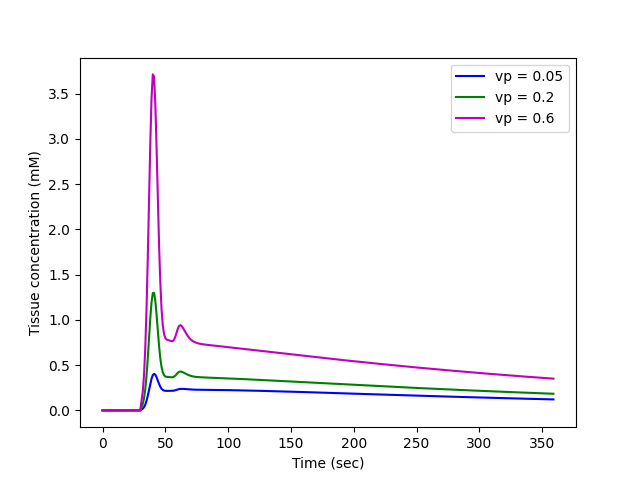 vp = 0.05
vp = 0.2
vp = 0.6
Tissue concentration (mM)
3.5
3.0
2.5
2.0
1.5
1.0
0.5
0.0
0 50 100 150 200 250 300 350
Time (sec)